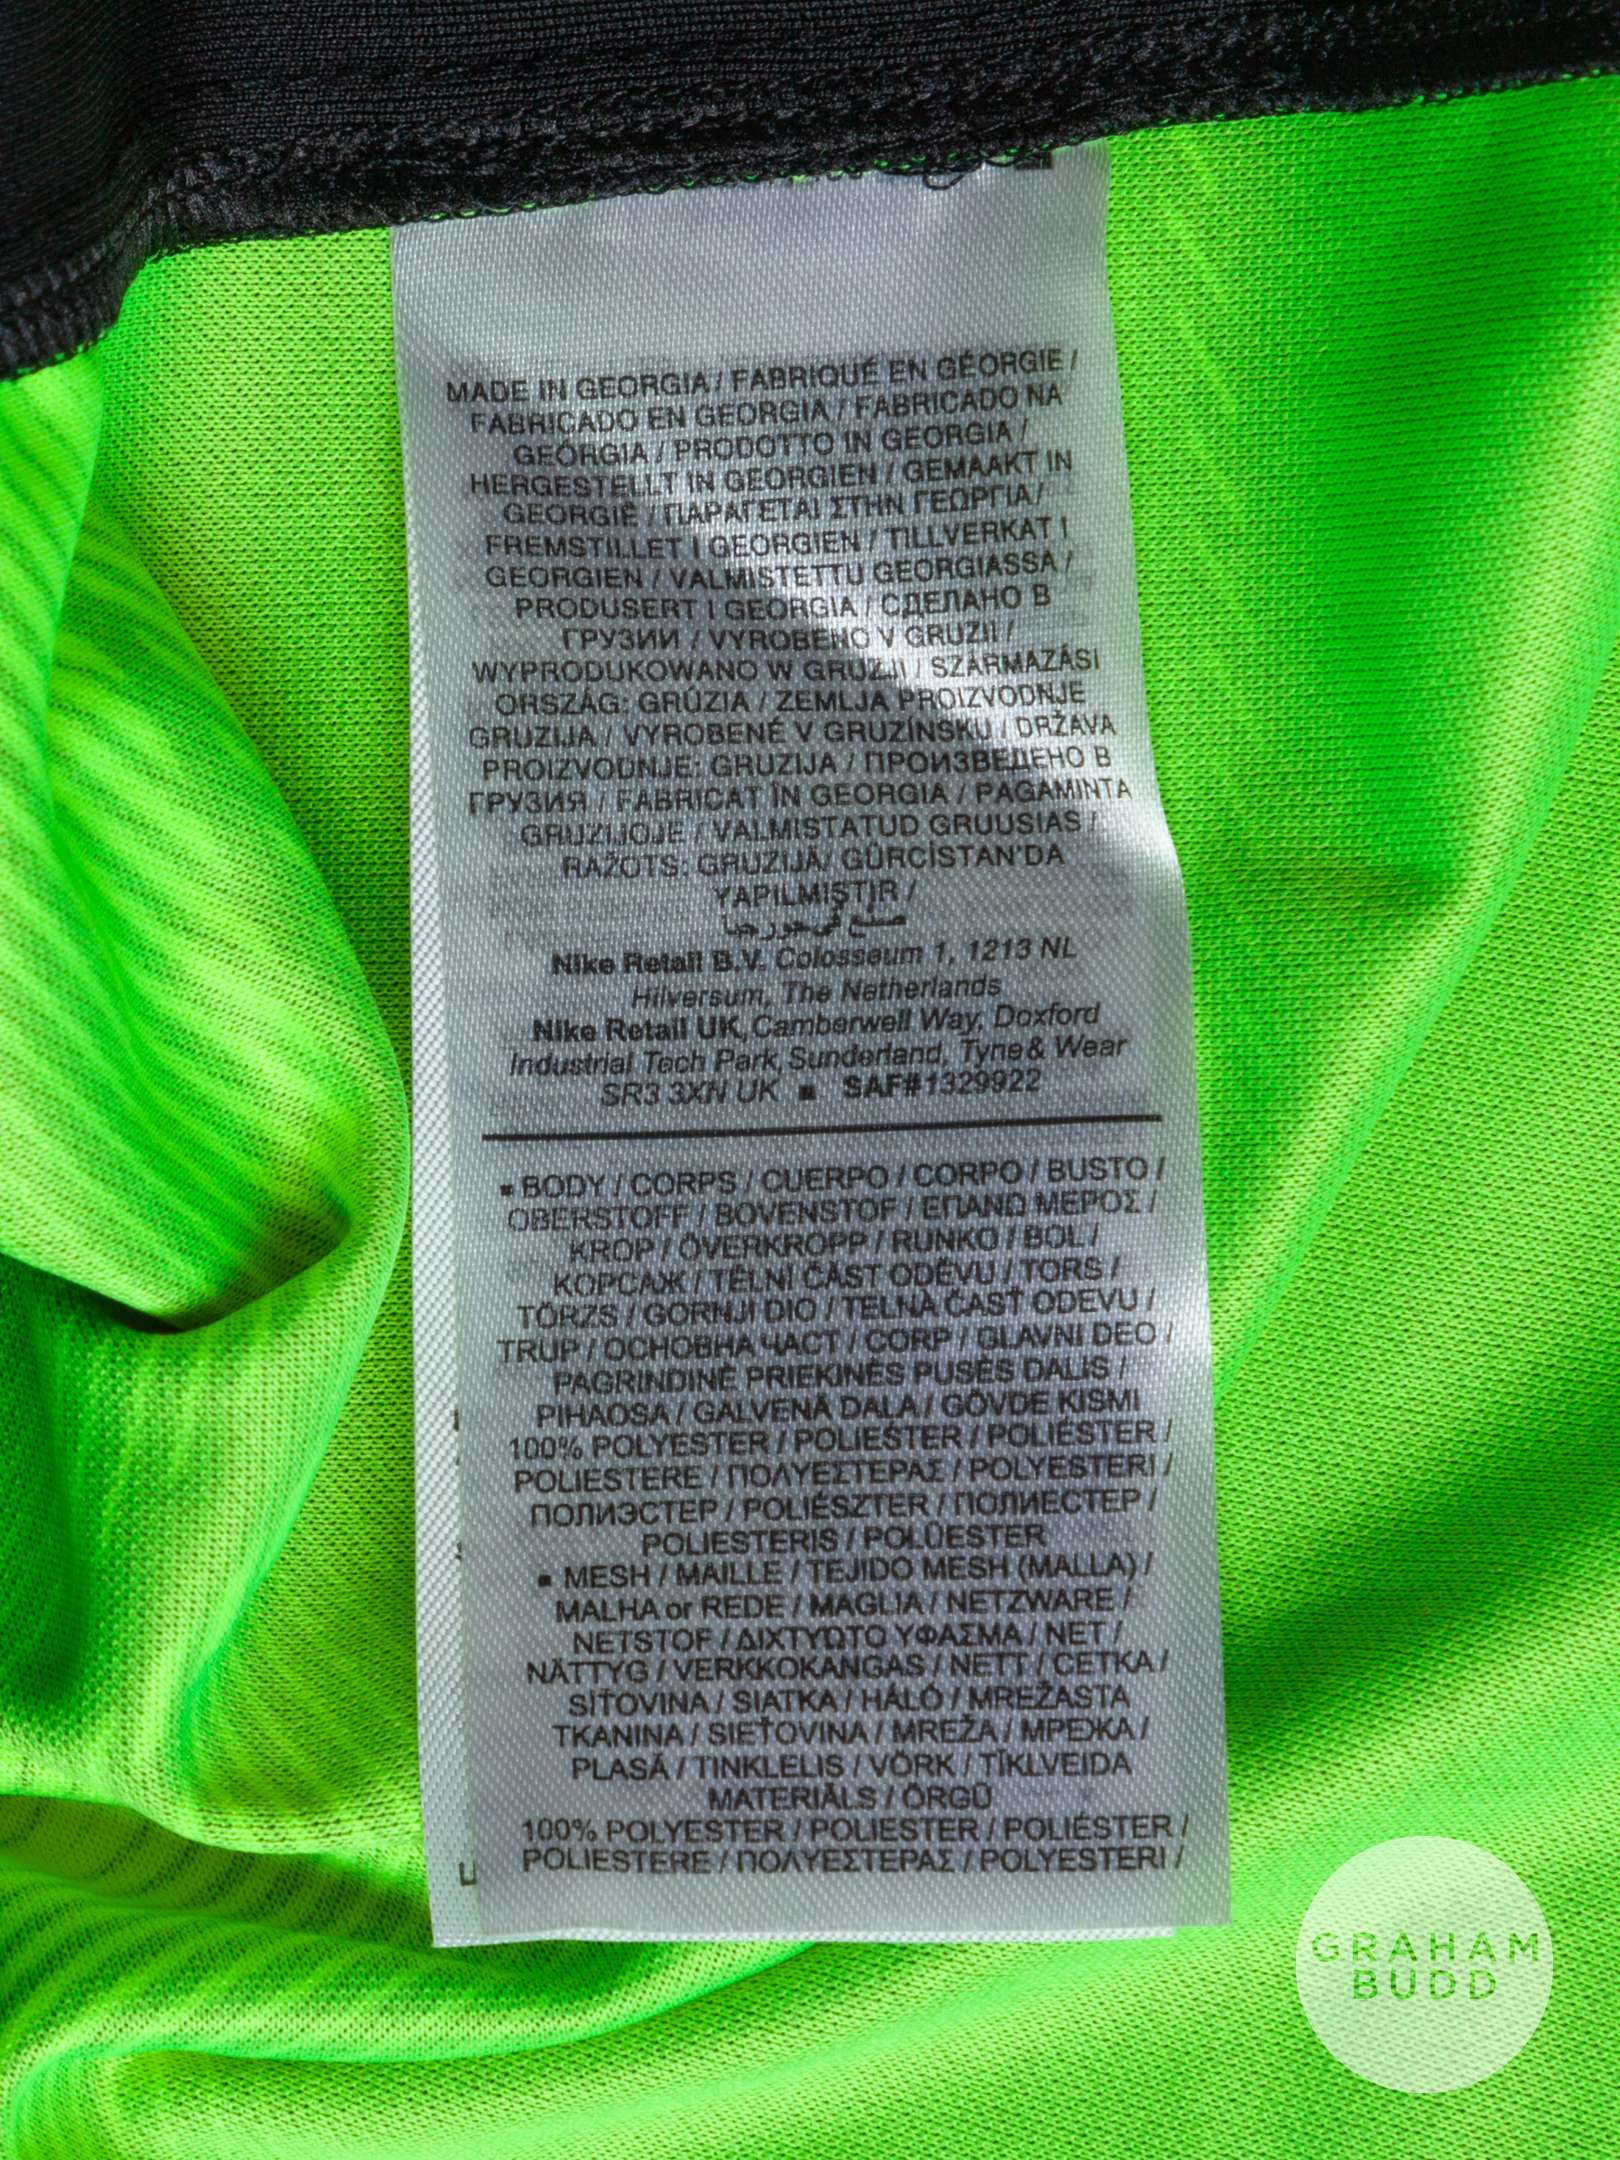 MADE IN GEORGIA / FABRIQUÉ EN GÉORGIE /
FABRICADO EN GEORGIA / FABRICADO NA
GEÓRGIA / PRODOTTO IN GEORGIA /
HERGESTELLT IN GEORGIEN / GEMAAKT IN
GEORGIË / ΠΑΡΑΓΕΤΑΙ ΣΤΗΝ ΓΕΩΡΓΙΑ /
FREMSTILLET I GEORGIEN / TILLVERKAT I
GEORGIEN / VALMISTETTU GEORGIASSA /
PRODUSERT I GEORGIA / СДЕЛАНО В
ГРУЗИИ / VYROBENO V GRUZII /
WYPRODUKOWANO W GRUZJI / SZÁRMAZÁSI
ORSZÁG: GRÚZIA / ZEMLJA PROIZVODNJE
GRUZIJA / VYROBENÉ V GRUZÍNSKU / DRŽAVA
PROIZVODNJE: GRUZIJA / ПРОИЗВЕДЕНО В
ГРУЗИЯ / FABRICAT ÎN GEORGIA / PAGAMINTA
GRUZIJOJE / VALMISTATUD GRUUSIAS /
RAŽOTS: GRUZIJĀ/ GÜRCİSTAN'DA
YAPILMIŞTIR /
صنع في جورجيا
Nike Retail B.V. Colosseum 1, 1213 NL
Hilversum, The Netherlands
Nike Retail UK, Camberwell Way, Doxford
Industrial Tech Park, Sunderland, Tyne & Wear
SR3 3XN UK ■ SAF#1329922
▪ BODY / CORPS / CUERPO / CORPO / BUSTO /
OBERSTOFF / BOVENSTOF / ΕΠΑΝΩ ΜΕΡΟΣ /
KROP / ÖVERKROPP / RUNKO / BOL /
КОРСАЖ / TĚLNÍ ČÁST ODĚVU / TORS /
TÖRZS / GORNJI DIO / TELNÁ ČASŤ ODEVU /
TRUP / ОСНОВНА ЧАСТ / CORP / GLAVNI DEO /
PAGRINDINĖ PRIEKINĖS PUSĖS DALIS /
PIHAOSA / GALVENĀ DAĻA / GÖVDE KISMI
100% POLYESTER / POLIESTER / POLIÉSTER /
POLIESTERE / ΠΟΛΥΕΣΤΕΡΑΣ / POLYESTERI /
ПОЛИЭСТЕР / POLIÉSZTER / ПОЛИЕСТЕР /
POLIESTERIS / POLÜESTER
▪ MESH / MAILLE / TEJIDO MESH (MALLA) /
MALHA or REDE / MAGLIA / NETZWARE /
NETSTOF / ΔΙΧΤΥΩΤΟ ΥΦΑΣΜΑ / NET /
NÄTTYG / VERKKOKANGAS / NETT / СЕТКА /
SÍŤOVINA / SIATKA / HÁLÓ / MREŽASTA
TKANINA / SIEŤOVINA / MREŽA / МРЕЖА /
PLASĂ / TINKLELIS / VÕRK / TĪKLVEIDA
MATERIĀLS / ÖRGÜ
100% POLYESTER / POLIESTER / POLIÉSTER /
POLIESTERE / ΠΟΛΥΕΣΤΕΡΑΣ / POLYESTERI /
GRAHAM
BUDD